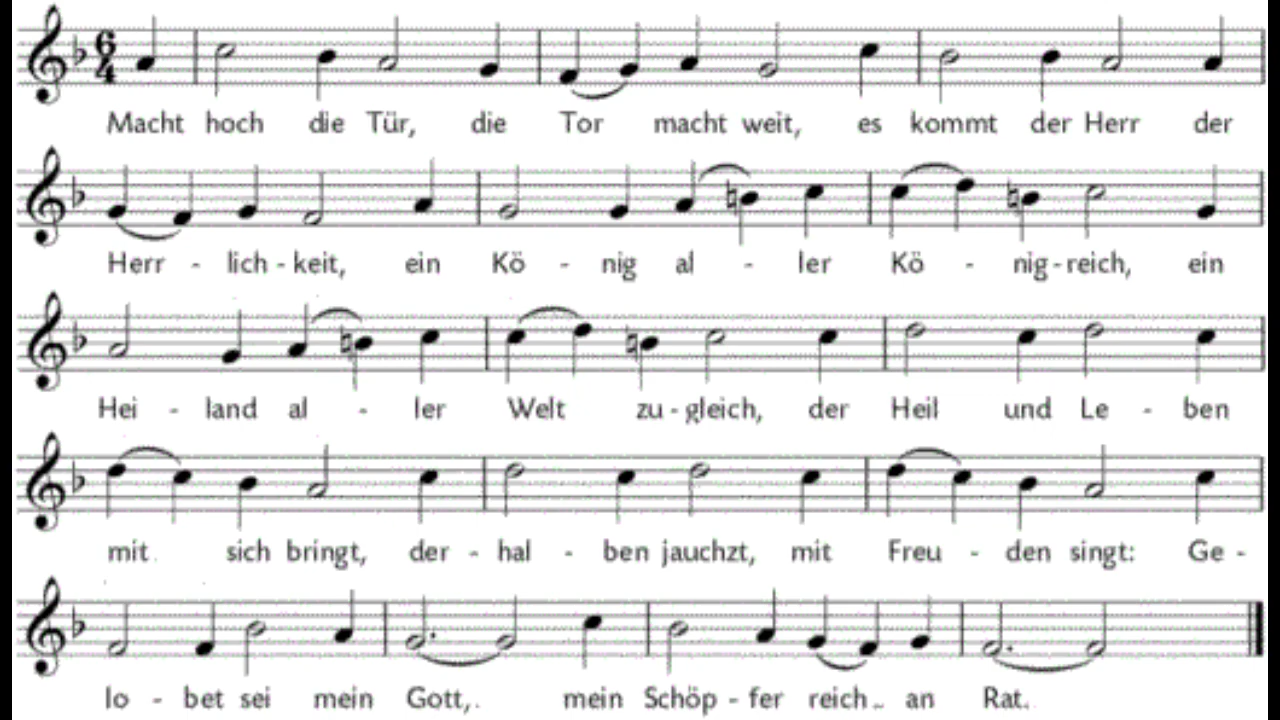 6
4
Macht hoch die Tür, die Tor macht weit, es kommt der Herr der
Herr - lich - keit, ein Kö - nig al - ler Kö - nig - reich, ein
Hei - land al - ler Welt zu - gleich, der Heil und Le - ben
mit sich bringt, der - hal - ben jauchzt, mit Freu - den singt: Ge -
lo - bet sei mein Gott, mein Schöp - fer reich an Rat.